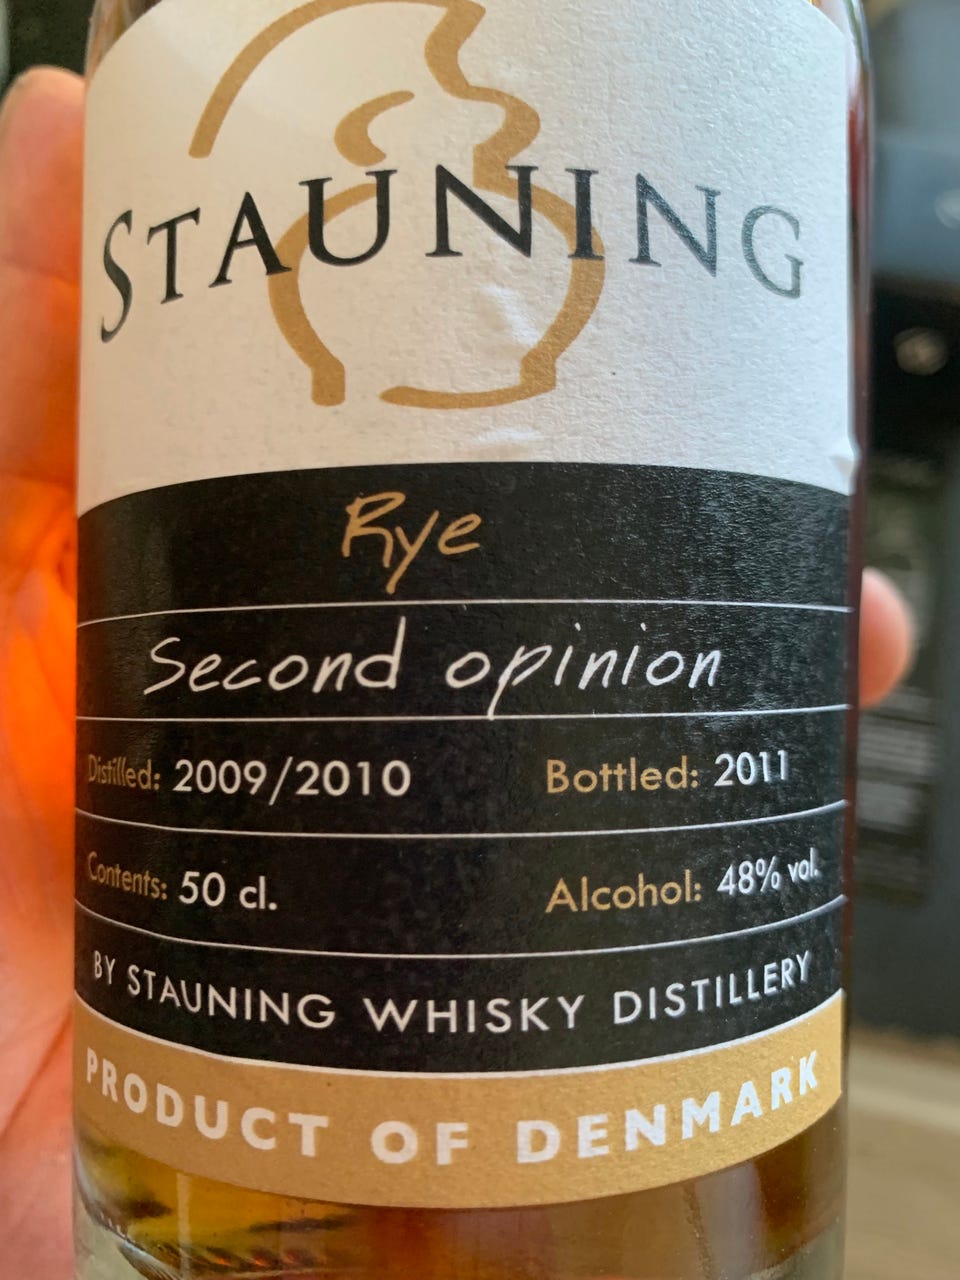 STAUNING
Rye
Second opinion
Distilled: 2009/2010 Bottled: 2011
Contents: 50 cl. Alcohol: 48% vol.
BY STAUNING WHISKY DISTILLERY
PRODUCT OF DENMARK